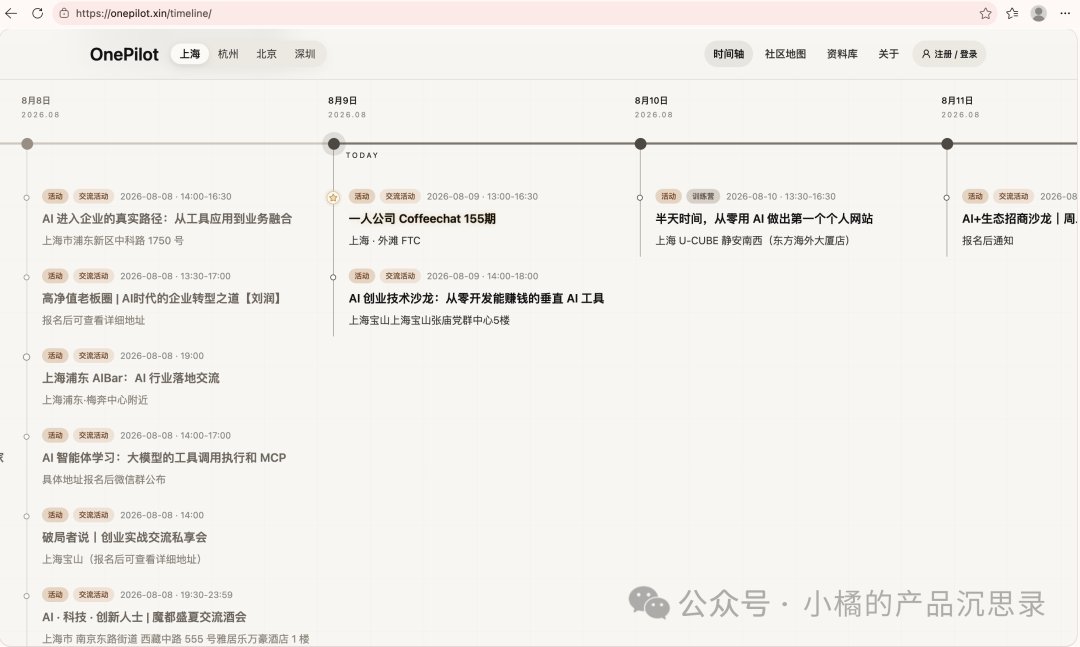 https://onepilot.xin/timeline/
OnePilot 上海 杭州 北京 深圳 时间轴 社区地图 资料库 关于 注册 / 登录
8月8日
2026.08
活动 交流活动 2026-08-08 · 14:00-16:30
AI 进入企业的真实路径：从工具应用到业务融合
上海市浦东新区中科路 1750 号
活动 交流活动 2026-08-08 · 13:30-17:00
高净值老板圈 | AI时代的企业转型之道【刘润】
报名后可查看详细地址
活动 交流活动 2026-08-08 · 19:00
上海浦东 AIBar：AI 行业落地交流
上海浦东·梅奔中心附近
活动 交流活动 2026-08-08 · 14:00-17:00
AI 智能体学习：大模型的工具调用执行和 MCP
具体地址报名后微信群公布
活动 交流活动 2026-08-08 · 14:00
破局者说丨创业实战交流私享会
上海宝山（报名后可查看详细地址）
活动 交流活动 2026-08-08 · 19:30-23:59
AI · 科技 · 创新人士 | 魔都盛夏交流酒会
上海市 南京东路街道 西藏中路 555 号雅居乐万豪酒店 1 楼
8月9日
2026.08
TODAY
活动 交流活动 2026-08-09 · 13:00-16:30
一人公司 Coffeechat 155期
上海 · 外滩 FTC
活动 交流活动 2026-08-09 · 14:00-18:00
AI 创业技术沙龙：从零开发能赚钱的垂直 AI 工具
上海宝山上海宝山张庙党群中心5楼
8月10日
2026.08
活动 训练营 2026-08-10 · 13:30-16:30
半天时间，从零用 AI 做出第一个个人网站
上海 U-CUBE 静安南西（东方海外大厦店）
8月11日
2026.08
活动 交流活动 2026-08
AI+生态招商沙龙｜周
报名后通知
公众号 · 小橘的产品沉思录